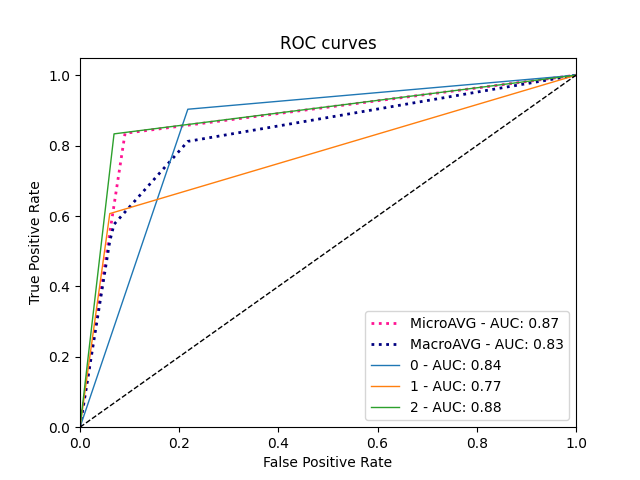 ROC curves
True Positive Rate
1.0
0.8
0.6
0.4
0.2
0.0
MicroAVG - AUC: 0.87
MacroAVG - AUC: 0.83
0 - AUC: 0.84
1 - AUC: 0.77
2 - AUC: 0.88
0.0 0.2 0.4 0.6 0.8 1.0
False Positive Rate